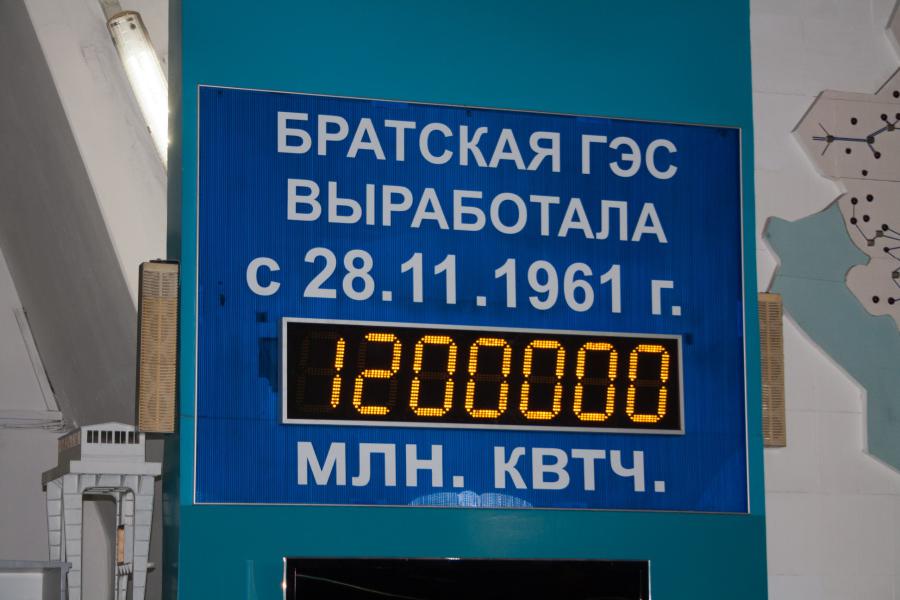 БРАТСКАЯ ГЭС
ВЫРАБОТАЛА
с 28.11.1961 г.
1200000
МЛН. КВТЧ.